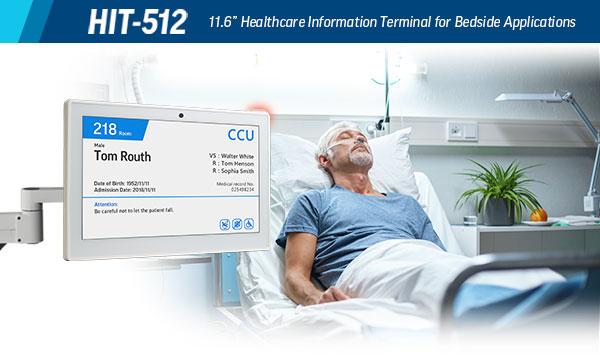 HIT-512 11.6” Healthcare Information Terminal for Bedside Applications
218 Room
CCU
Male
Tom Routh
VS : Walter White
R : Tom Henson
R : Sophia Smith
Date of Birth: 1952/11/11
Admission Date: 2018/11/11
Medical record No.
025498234
Attention:
Be careful not to let the patient fall.